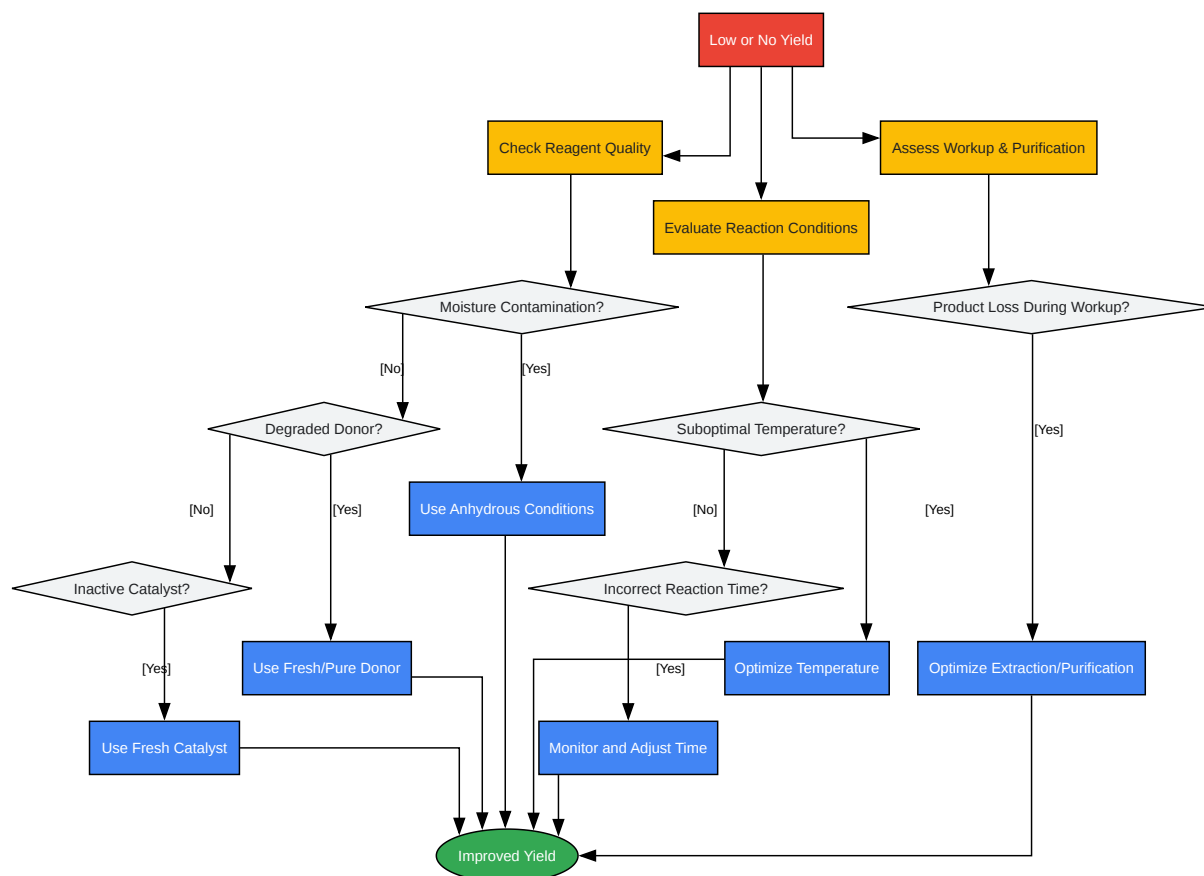 Low or No Yield
Check Reagent Quality
Assess Workup & Purification
Evaluate Reaction Conditions
Moisture Contamination?
Product Loss During Workup?
[No]
[Yes]
Degraded Donor?
Suboptimal Temperature?
[Yes]
[No]
[Yes]
Use Anhydrous Conditions
[No]
[Yes]
Inactive Catalyst?
Incorrect Reaction Time?
[Yes]
Use Fresh/Pure Donor
[Yes]
Optimize Temperature
Optimize Extraction/Purification
Use Fresh Catalyst
Monitor and Adjust Time
Improved Yield